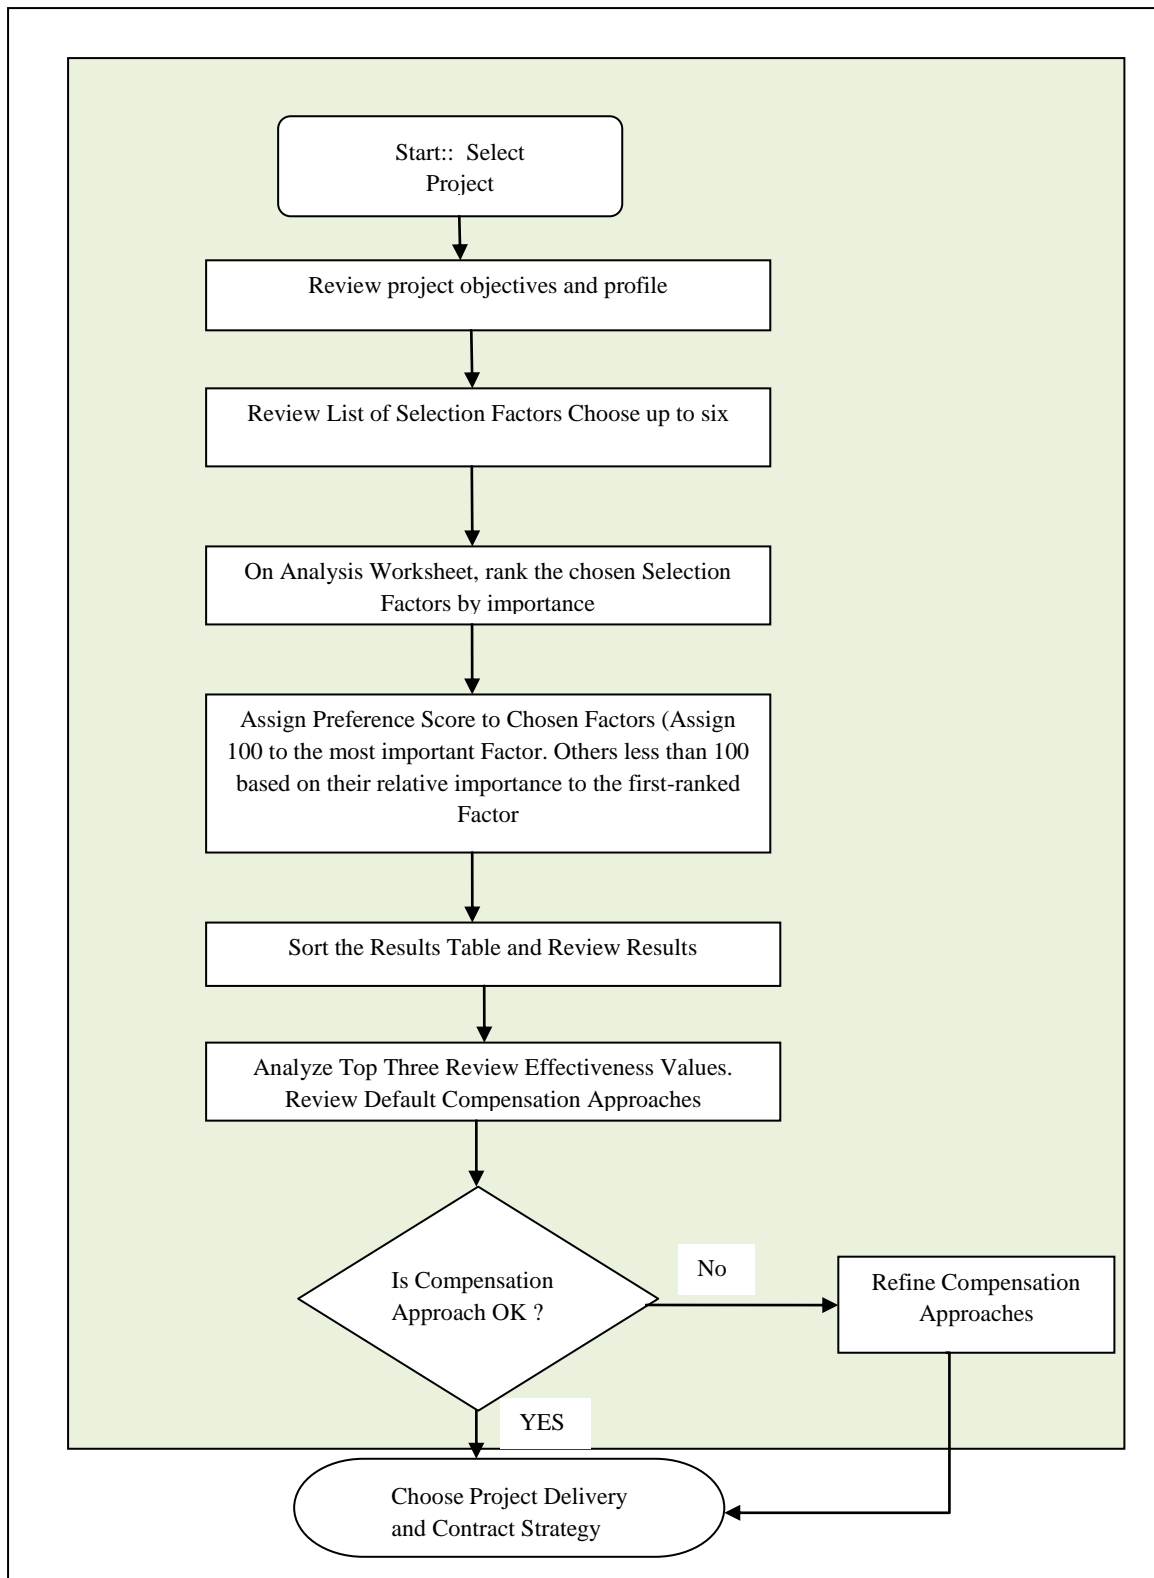 Start:: Select
Project
Review project objectives and profile
Review List of Selection Factors Choose up to six
On Analysis Worksheet, rank the chosen Selection
Factors by importance
Assign Preference Score to Chosen Factors (Assign
100 to the most important Factor. Others less than 100
based on their relative importance to the first-ranked
Factor
Sort the Results Table and Review Results
Analyze Top Three Review Effectiveness Values.
Review Default Compensation Approaches
Is Compensation
Approach OK ?
No
Refine Compensation
Approaches
YES
Choose Project Delivery
and Contract Strategy